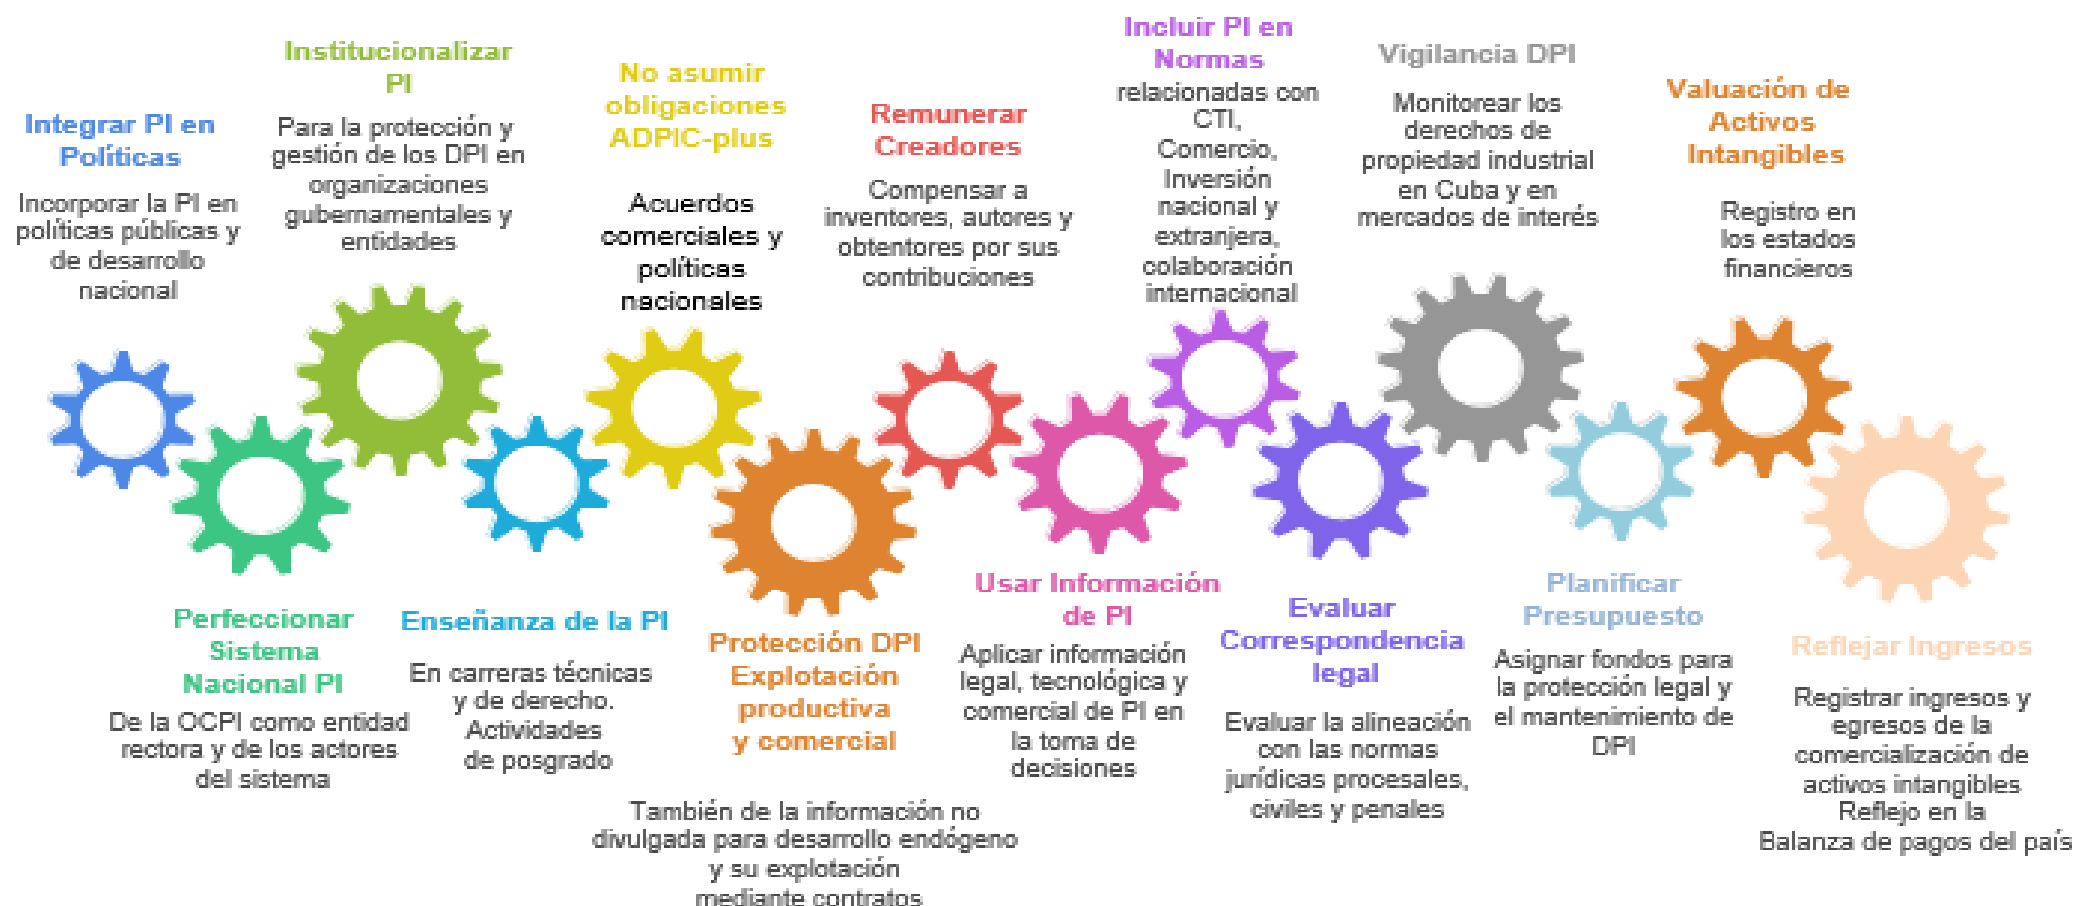 Integrar PI en
Políticas
Incorporar la PI en
políticas públicas y
de desarrollo
nacional
Perfeccionar
Sistema
Nacional PI
De la OCPI como entidad
rectora y de los actores
del sistema
Institucionalizar
PI
Para la protección y
gestión de los DPI en
organizaciones
gubernamentales y
entidades
Enseñanza de la PI
En carreras técnicas
y de derecho.
Actividades
de posgrado
No asumir
obligaciones
ADPIC-plus
Acuerdos
comerciales y
políticas
nacionales
Protección DPI
Explotación
productiva
y comercial
También de la información no
divulgada para desarrollo endógeno
y su explotación
mediante contratos
Remunerar
Creadores
Compensar a
inventores, autores y
obtentores por sus
contribuciones
Usar Información
de PI
Aplicar información
legal, tecnológica y
comercial de PI en
la toma de
decisiones
Incluir PI en
Normas
relacionadas con
CTI,
Comercio,
Inversión
nacional y
extranjera,
colaboración
internacional
Evaluar
Correspondencia
legal
Evaluar la alineación
con las normas
jurídicas procesales,
civiles y penales
Vigilancia DPI
Monitorear los
derechos de
propiedad industrial
en Cuba y en
mercados de interés
Planificar
Presupuesto
Asignar fondos para
la protección legal y
el mantenimiento de
DPI
Valuación de
Activos
Intangibles
Registro en
los estados
financieros
Reflejar Ingresos
Registrar ingresos y
egresos de la
comercialización de
activos intangibles
Reflejo en la
Balanza de pagos del país